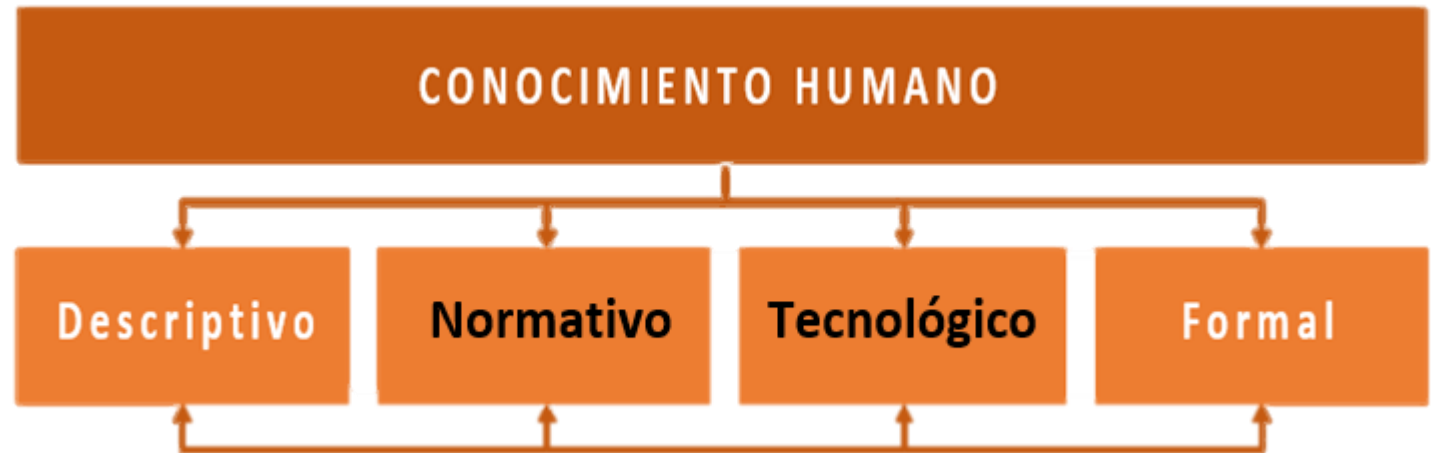 CONOCIMIENTO HUMANO
Descriptivo
Normativo
Tecnológico
Formal